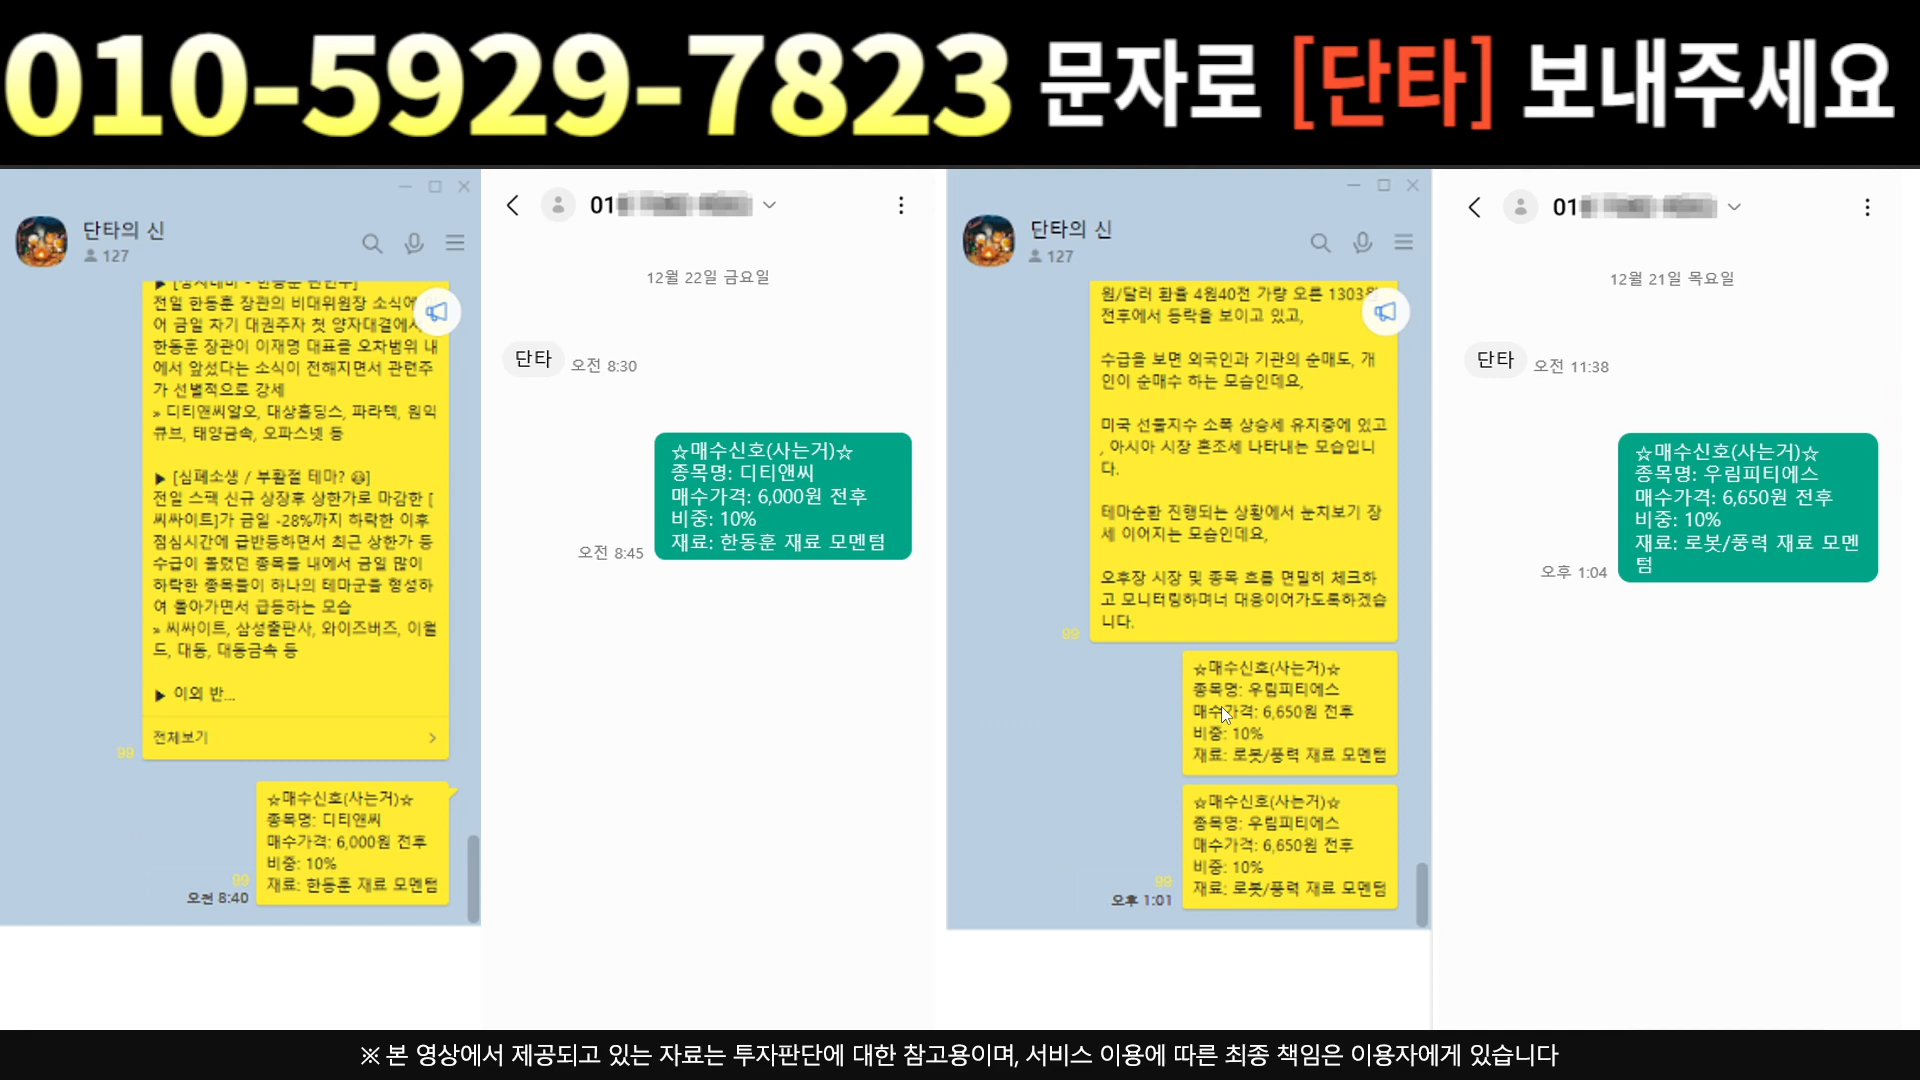 010-5929-7823 문자로 [단타] 보내주세요
단타의 신
127
전일 한동훈 장관의 비대위원장 소식에
어 금일 차기 대권주자 첫 양자대결에서
한동훈 장관이 이재명 대표를 오차범위 내
에서 앞섰다는 소식이 전해지면서 관련주
가 선별적으로 강세
» 디티앤씨알오, 대상홀딩스, 파라텍, 원익
큐브, 태양금속, 오파스넷 등
▶ [심폐소생 / 부활절 테마? 😃]
전일 스팩 신규 상장후 상한가로 마감한 [
씨싸이트]가 금일 -28%까지 하락한 이후
점심시간에 급반등하면서 최근 상한가 등
수급이 몰렸던 종목들 내에서 금일 많이
하락한 종목들이 하나의 테마군을 형성하
여 돌아가면서 급등하는 모습
» 씨싸이트, 삼성출판사, 와이즈버즈, 이월
드, 대동, 대동금속 등
▶ 이외 반...
전체보기
99
☆매수신호(사는거)☆
종목명: 디티앤씨
매수가격: 6,000원 전후
비중: 10%
재료: 한동훈 재료 모멘텀
99
오전 8:40
01
12월 22일 금요일
단타
오전 8:30
☆매수신호(사는거)☆
종목명: 디티앤씨
매수가격: 6,000원 전후
비중: 10%
재료: 한동훈 재료 모멘텀
오전 8:45
단타의 신
127
원/달러 환율 4원40전 가량 오른 1303원
전후에서 등락을 보이고 있고,
수급을 보면 외국인과 기관의 순매도, 개
인이 순매수 하는 모습인데요,
미국 선물지수 소폭 상승세 유지중에 있고
, 아시아 시장 혼조세 나타내는 모습입니
다.
테마순환 진행되는 상황에서 눈치보기 장
세 이어지는 모습인데요,
오후장 시장 및 종목 흐름 면밀히 체크하
고 모니터링하며너 대응이어가도록하겠습
니다.
99
☆매수신호(사는거)☆
종목명: 우림피티에스
매수가격: 6,650원 전후
비중: 10%
재료: 로봇/풍력 재료 모멘텀
☆매수신호(사는거)☆
종목명: 우림피티에스
매수가격: 6,650원 전후
비중: 10%
재료: 로봇/풍력 재료 모멘텀
99
오후 1:01
01
12월 21일 목요일
단타
오전 11:38
☆매수신호(사는거)☆
종목명: 우림피티에스
매수가격: 6,650원 전후
비중: 10%
재료: 로봇/풍력 재료 모멘
텀
오후 1:04
※ 본 영상에서 제공되고 있는 자료는 투자판단에 대한 참고용이며, 서비스 이용에 따른 최종 책임은 이용자에게 있습니다